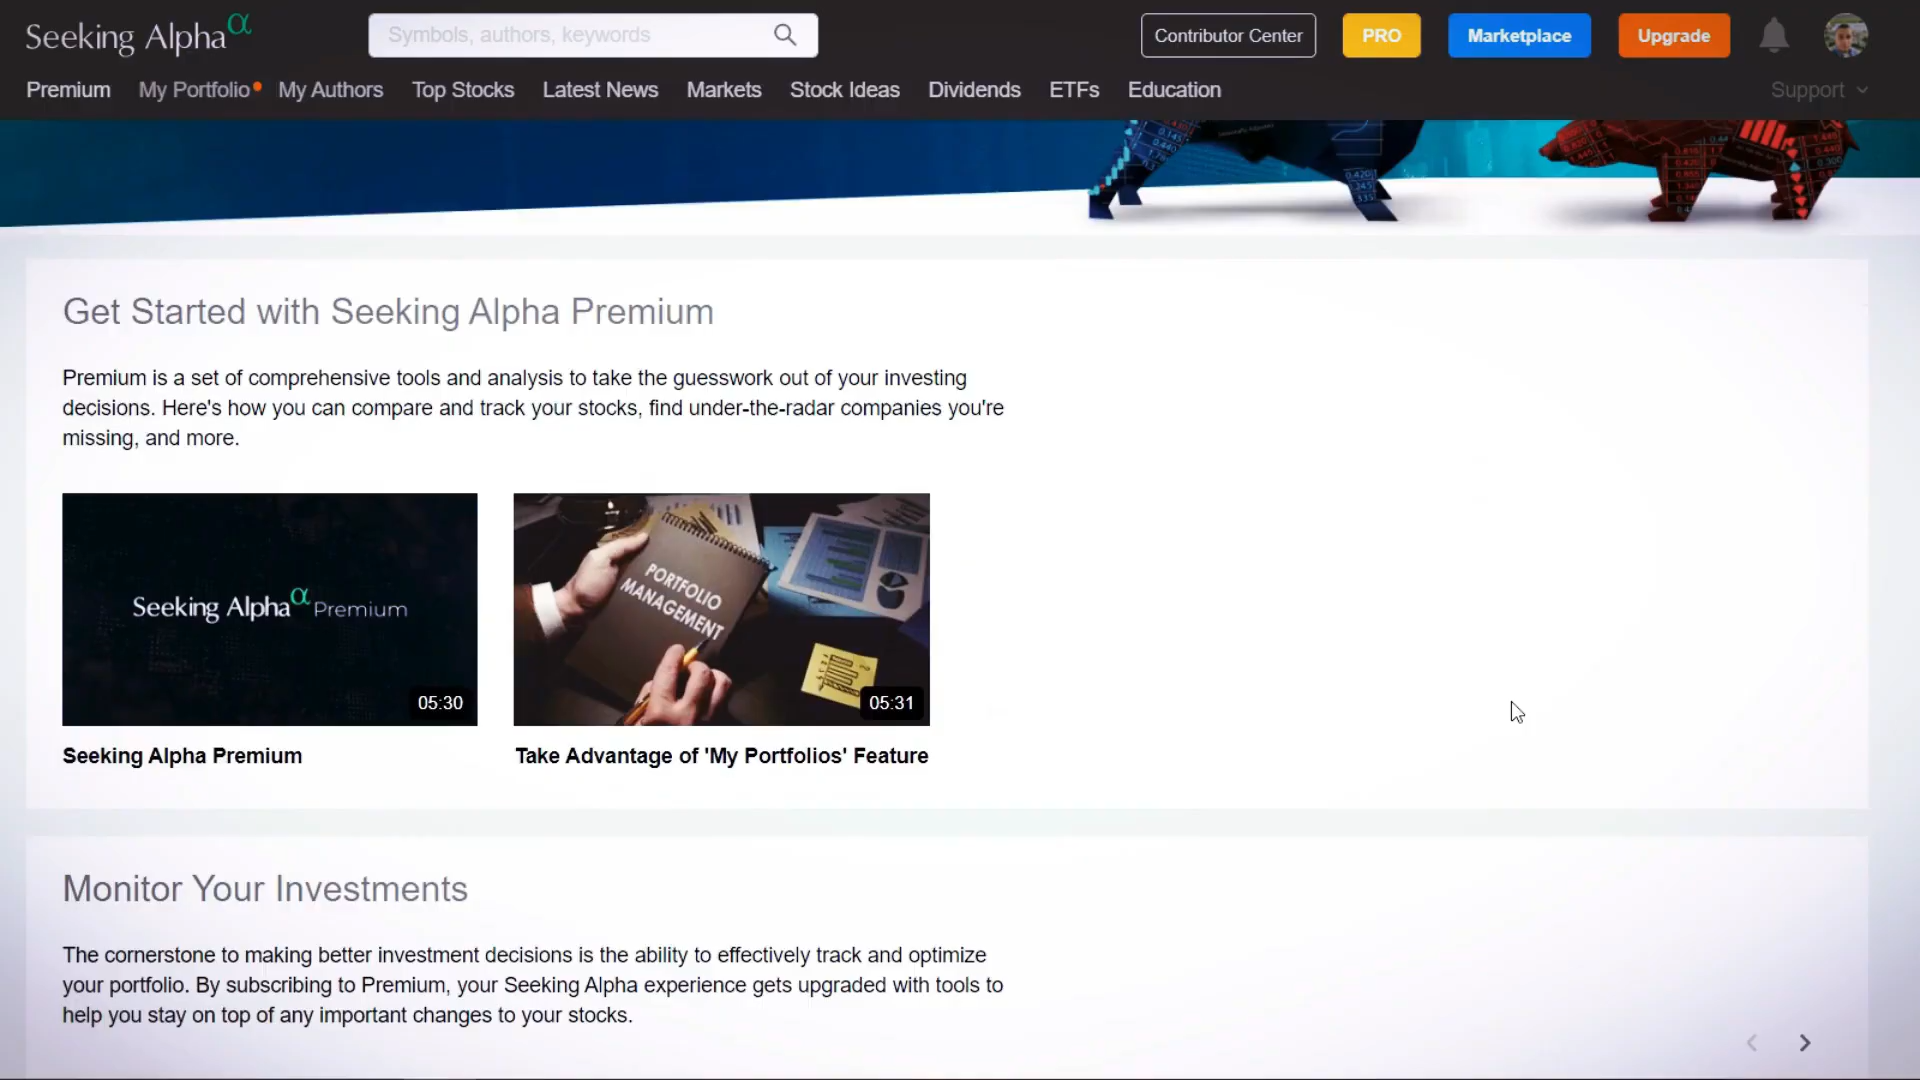 Seeking Alpha α
Symbols, authors, keywords
Contributor Center
PRO
Marketplace
Upgrade
Premium
My Portfolio
My Authors
Top Stocks
Latest News
Markets
Stock Ideas
Dividends
ETFs
Education
Support
Get Started with Seeking Alpha Premium
Premium is a set of comprehensive tools and analysis to take the guesswork out of your investing
decisions. Here's how you can compare and track your stocks, find under-the-radar companies you're
missing, and more.
Seeking Alpha α Premium
05:30
PORTFOLIO
MANAGEMENT
05:31
Seeking Alpha Premium
Take Advantage of 'My Portfolios' Feature
Monitor Your Investments
The cornerstone to making better investment decisions is the ability to effectively track and optimize
your portfolio. By subscribing to Premium, your Seeking Alpha experience gets upgraded with tools to
help you stay on top of any important changes to your stocks.